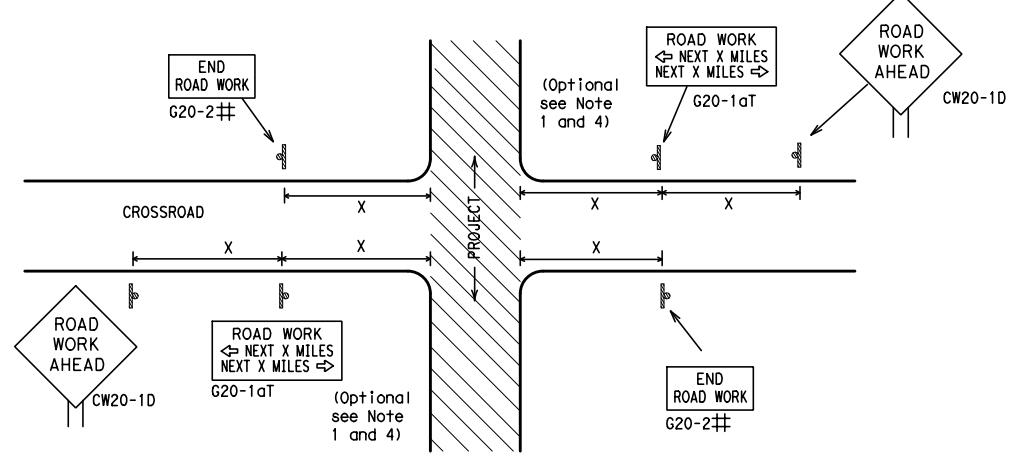 END
ROAD WORK
G20-2#
ROAD WORK
⇦ NEXT X MILES
NEXT X MILES ⇨
G20-1aT
(Optional
see Note
1 and 4)
ROAD
WORK
AHEAD
CW20-1D
X
X
X
CROSSROAD
PROJECT
X
X
X
ROAD
WORK
AHEAD
CW20-1D
ROAD WORK
⇦ NEXT X MILES
NEXT X MILES ⇨
G20-1aT
(Optional
see Note
1 and 4)
END
ROAD WORK
G20-2#